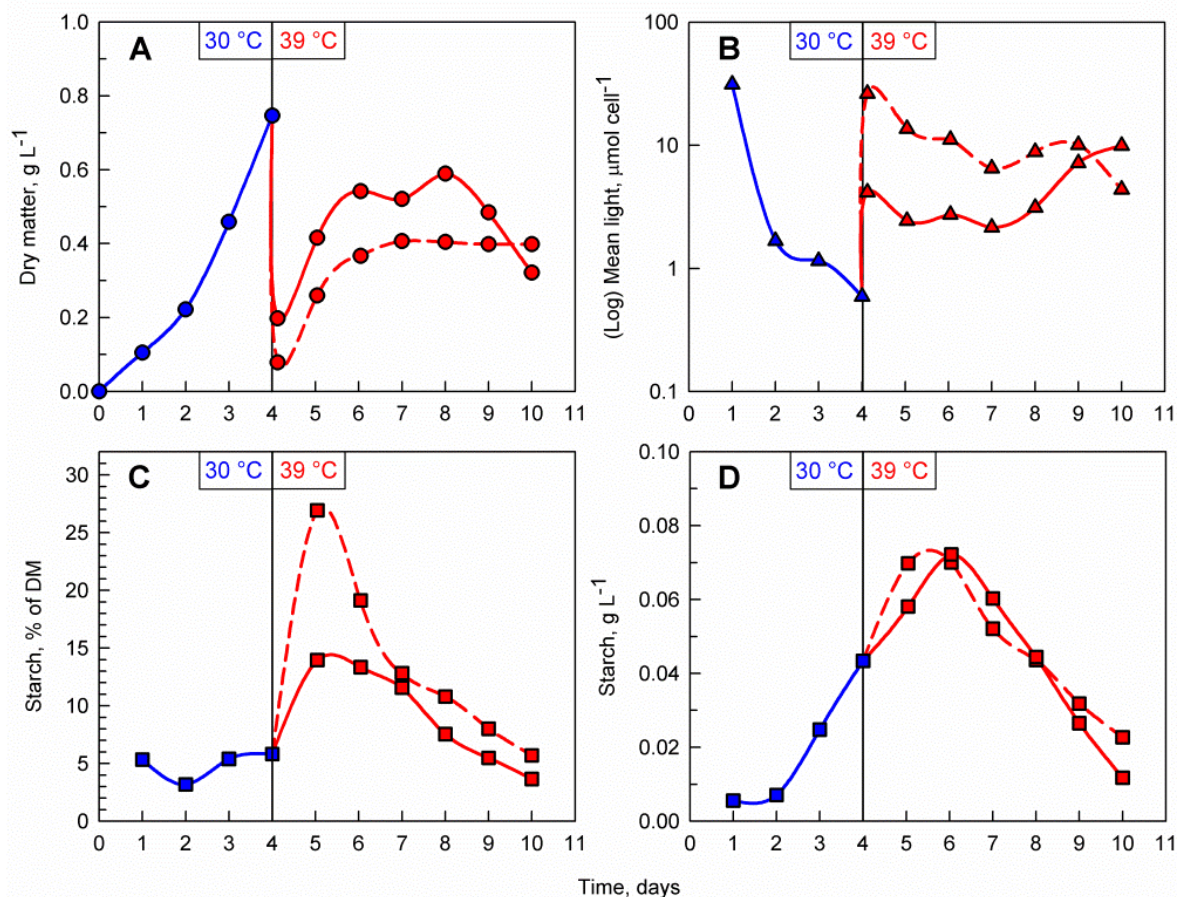 A
30 °C 39 °C
Dry matter, g L⁻¹
1.0
0.8
0.6
0.4
0.2
0.0
0 1 2 3 4 5 6 7 8 9 10 11
B
30 °C 39 °C
(Log) Mean light, µmol cell⁻¹
100
10
1
0.1
0 1 2 3 4 5 6 7 8 9 10 11
C
30 °C 39 °C
Starch, % of DM
30
25
20
15
10
5
0
0 1 2 3 4 5 6 7 8 9 10 11
D
30 °C 39 °C
Starch, g L⁻¹
0.10
0.08
0.06
0.04
0.02
0.00
0 1 2 3 4 5 6 7 8 9 10 11
Time, days